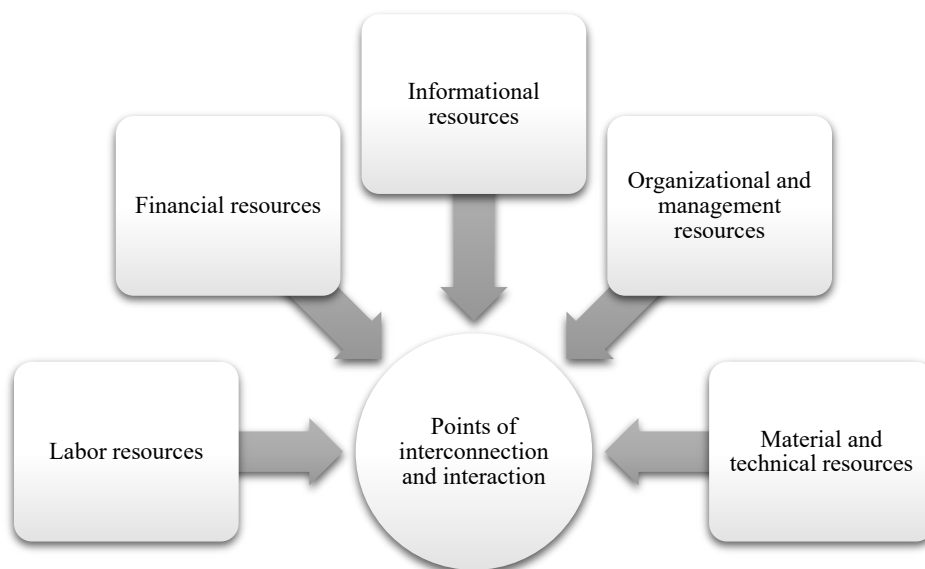 Informational
resources
Financial resources
Organizational and
management
resources
Labor resources
Points of
interconnection
and interaction
Material and
technical resources